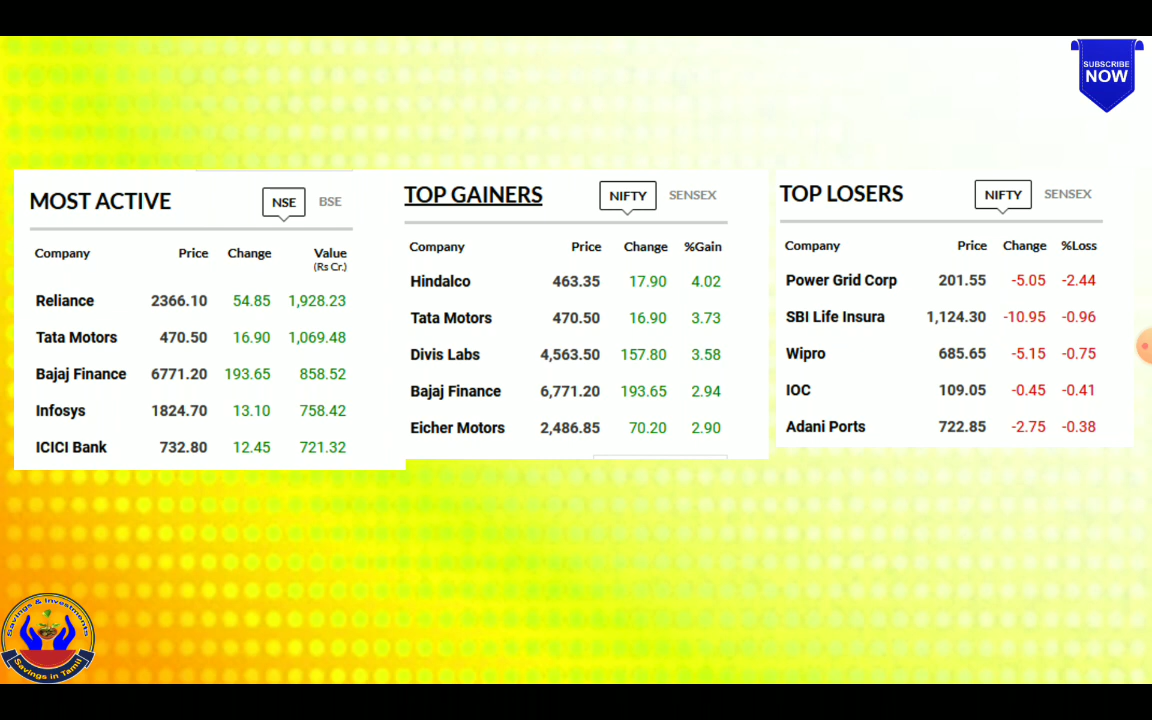 SUBSCRIBE
NOW
MOST ACTIVE NSE BSE
Company Price Change Value
(Rs Cr.)
Reliance 2366.10 54.85 1,928.23
Tata Motors 470.50 16.90 1,069.48
Bajaj Finance 6771.20 193.65 858.52
Infosys 1824.70 13.10 758.42
ICICI Bank 732.80 12.45 721.32
TOP GAINERS NIFTY SENSEX
Company Price Change %Gain
Hindalco 463.35 17.90 4.02
Tata Motors 470.50 16.90 3.73
Divis Labs 4,563.50 157.80 3.58
Bajaj Finance 6,771.20 193.65 2.94
Eicher Motors 2,486.85 70.20 2.90
TOP LOSERS NIFTY SENSEX
Company Price Change %Loss
Power Grid Corp 201.55 -5.05 -2.44
SBI Life Insura 1,124.30 -10.95 -0.96
Wipro 685.65 -5.15 -0.75
IOC 109.05 -0.45 -0.41
Adani Ports 722.85 -2.75 -0.38
Savings & Investments
Savings in Tamil